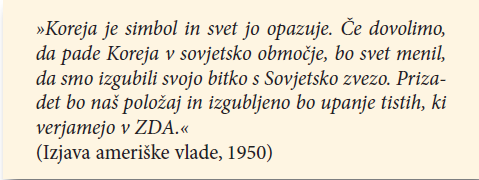 »Koreja je simbol in svet jo opazuje. Če dovolimo,
da pade Koreja v sovjetsko območje, bo svet menil,
da smo izgubili svojo bitko s Sovjetsko zvezo. Priza-
det bo naš položaj in izgubljeno bo upanje tistih, ki
verjamejo v ZDA.«
(Izjava ameriške vlade, 1950)